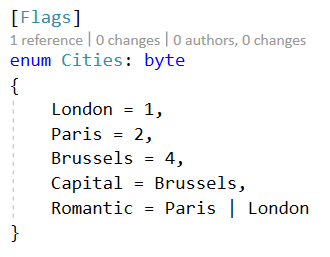 [Flags]
1 reference | 0 changes | 0 authors, 0 changes
enum Cities: byte
{
    London = 1,
    Paris = 2,
    Brussels = 4,
    Capital = Brussels,
    Romantic = Paris | London
}